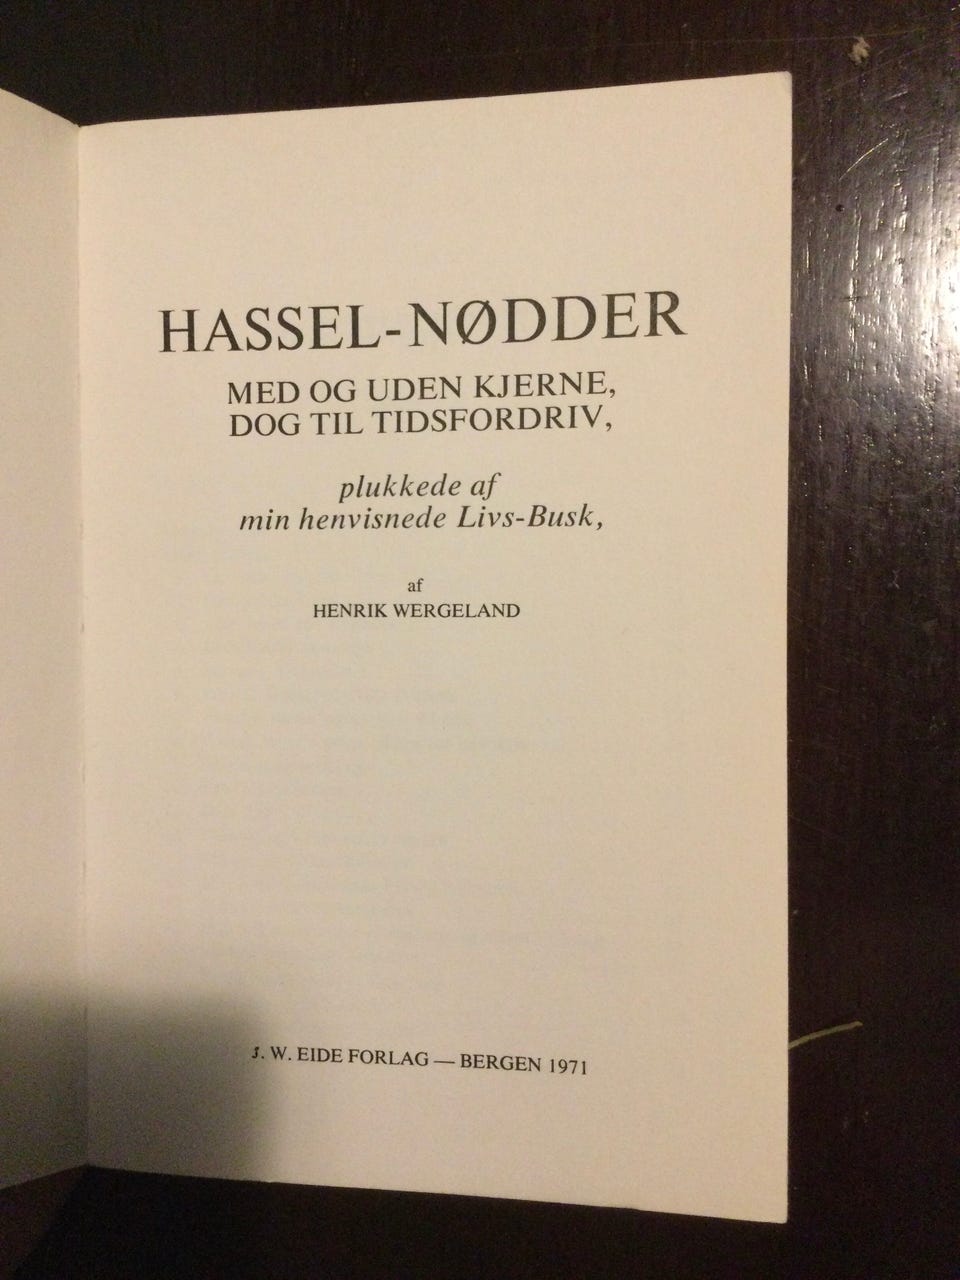 HASSEL-NØDDER
MED OG UDEN KJERNE,
DOG TIL TIDSFORDRIV,
plukkede af
min henvisnede Livs-Busk,
af
HENRIK WERGELAND
J. W. EIDE FORLAG — BERGEN 1971